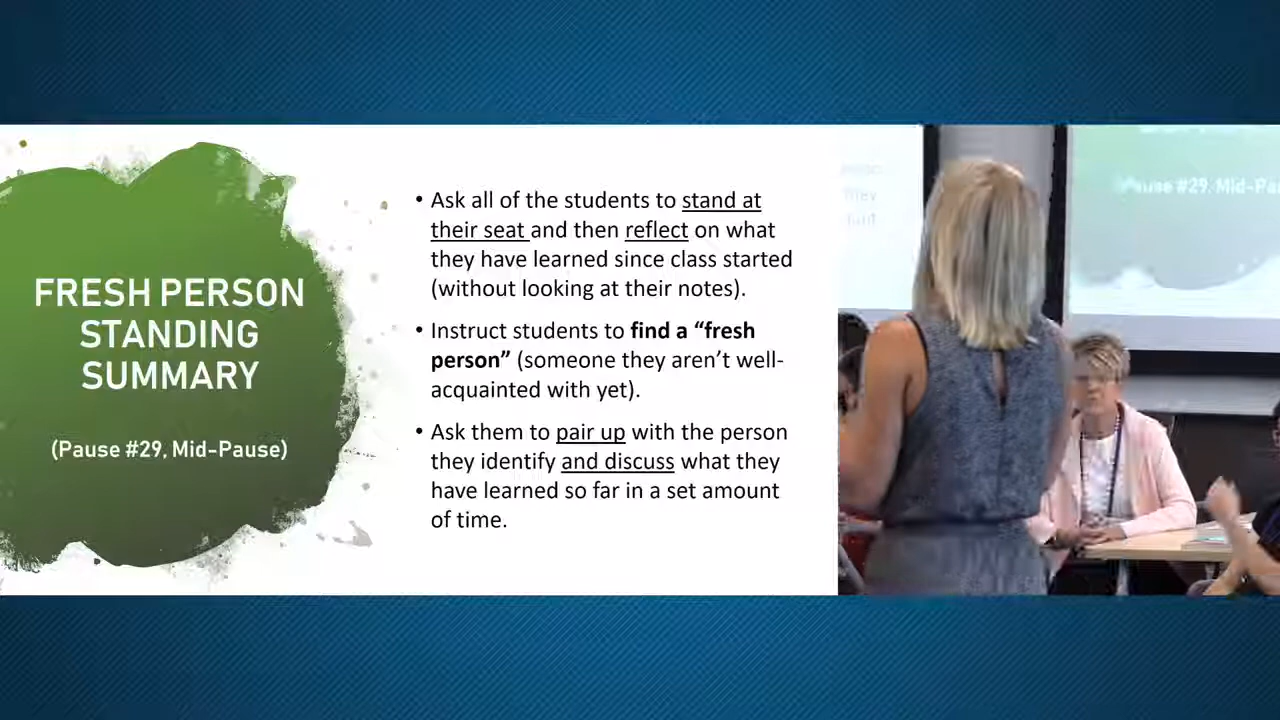 FRESH PERSON
STANDING
SUMMARY
(Pause #29, Mid-Pause)
• Ask all of the students to stand at
their seat and then reflect on what
they have learned since class started
(without looking at their notes).
• Instruct students to find a “fresh
person” (someone they aren’t well-
acquainted with yet).
• Ask them to pair up with the person
they identify and discuss what they
have learned so far in a set amount
of time.
they
Pause #29, Mid-Pa